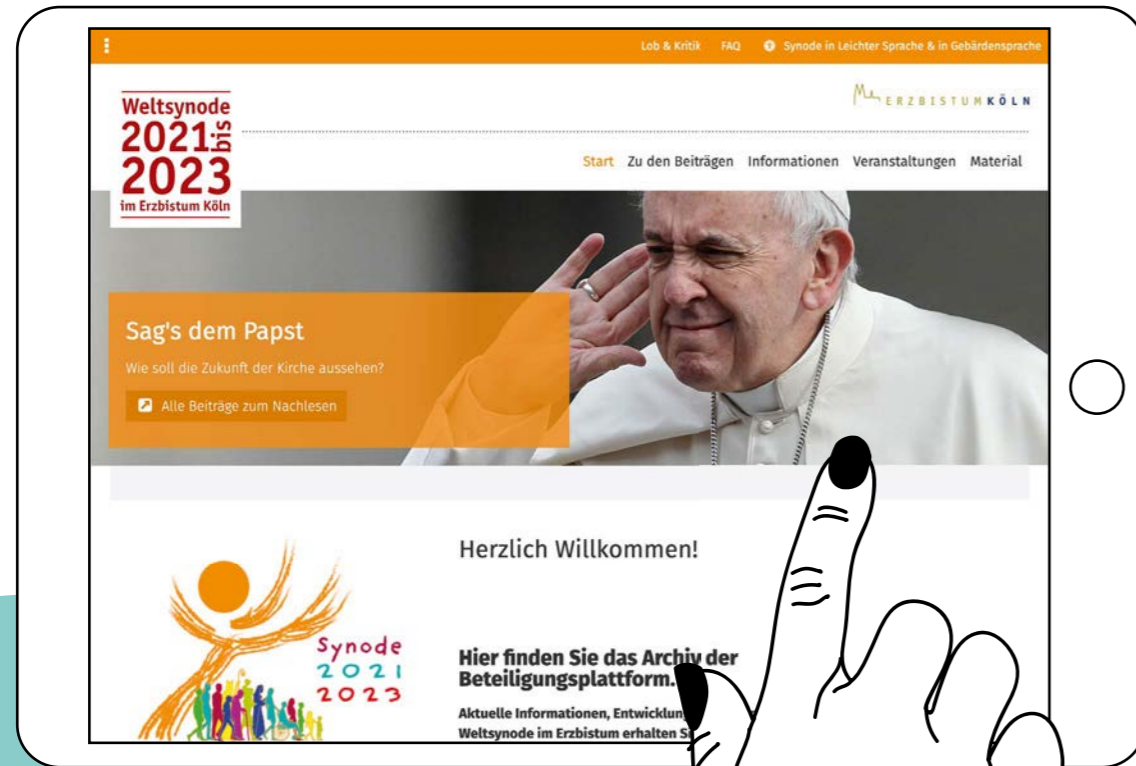 Lob & Kritik FAQ Synode in Leichter Sprache & in Gebärdensprache
Weltsynode
2021 bis
2023
im Erzbistum Köln
ERZBISTUM KÖLN
Start Zu den Beiträgen Informationen Veranstaltungen Material
Sag's dem Papst
Wie soll die Zukunft der Kirche aussehen?
Alle Beiträge zum Nachlesen
Synode
2021
2023
Herzlich Willkommen!
Hier finden Sie das Archiv der
Beteiligungsplattform.
Aktuelle Informationen,
Weltsynode im Erzbistum erhalten